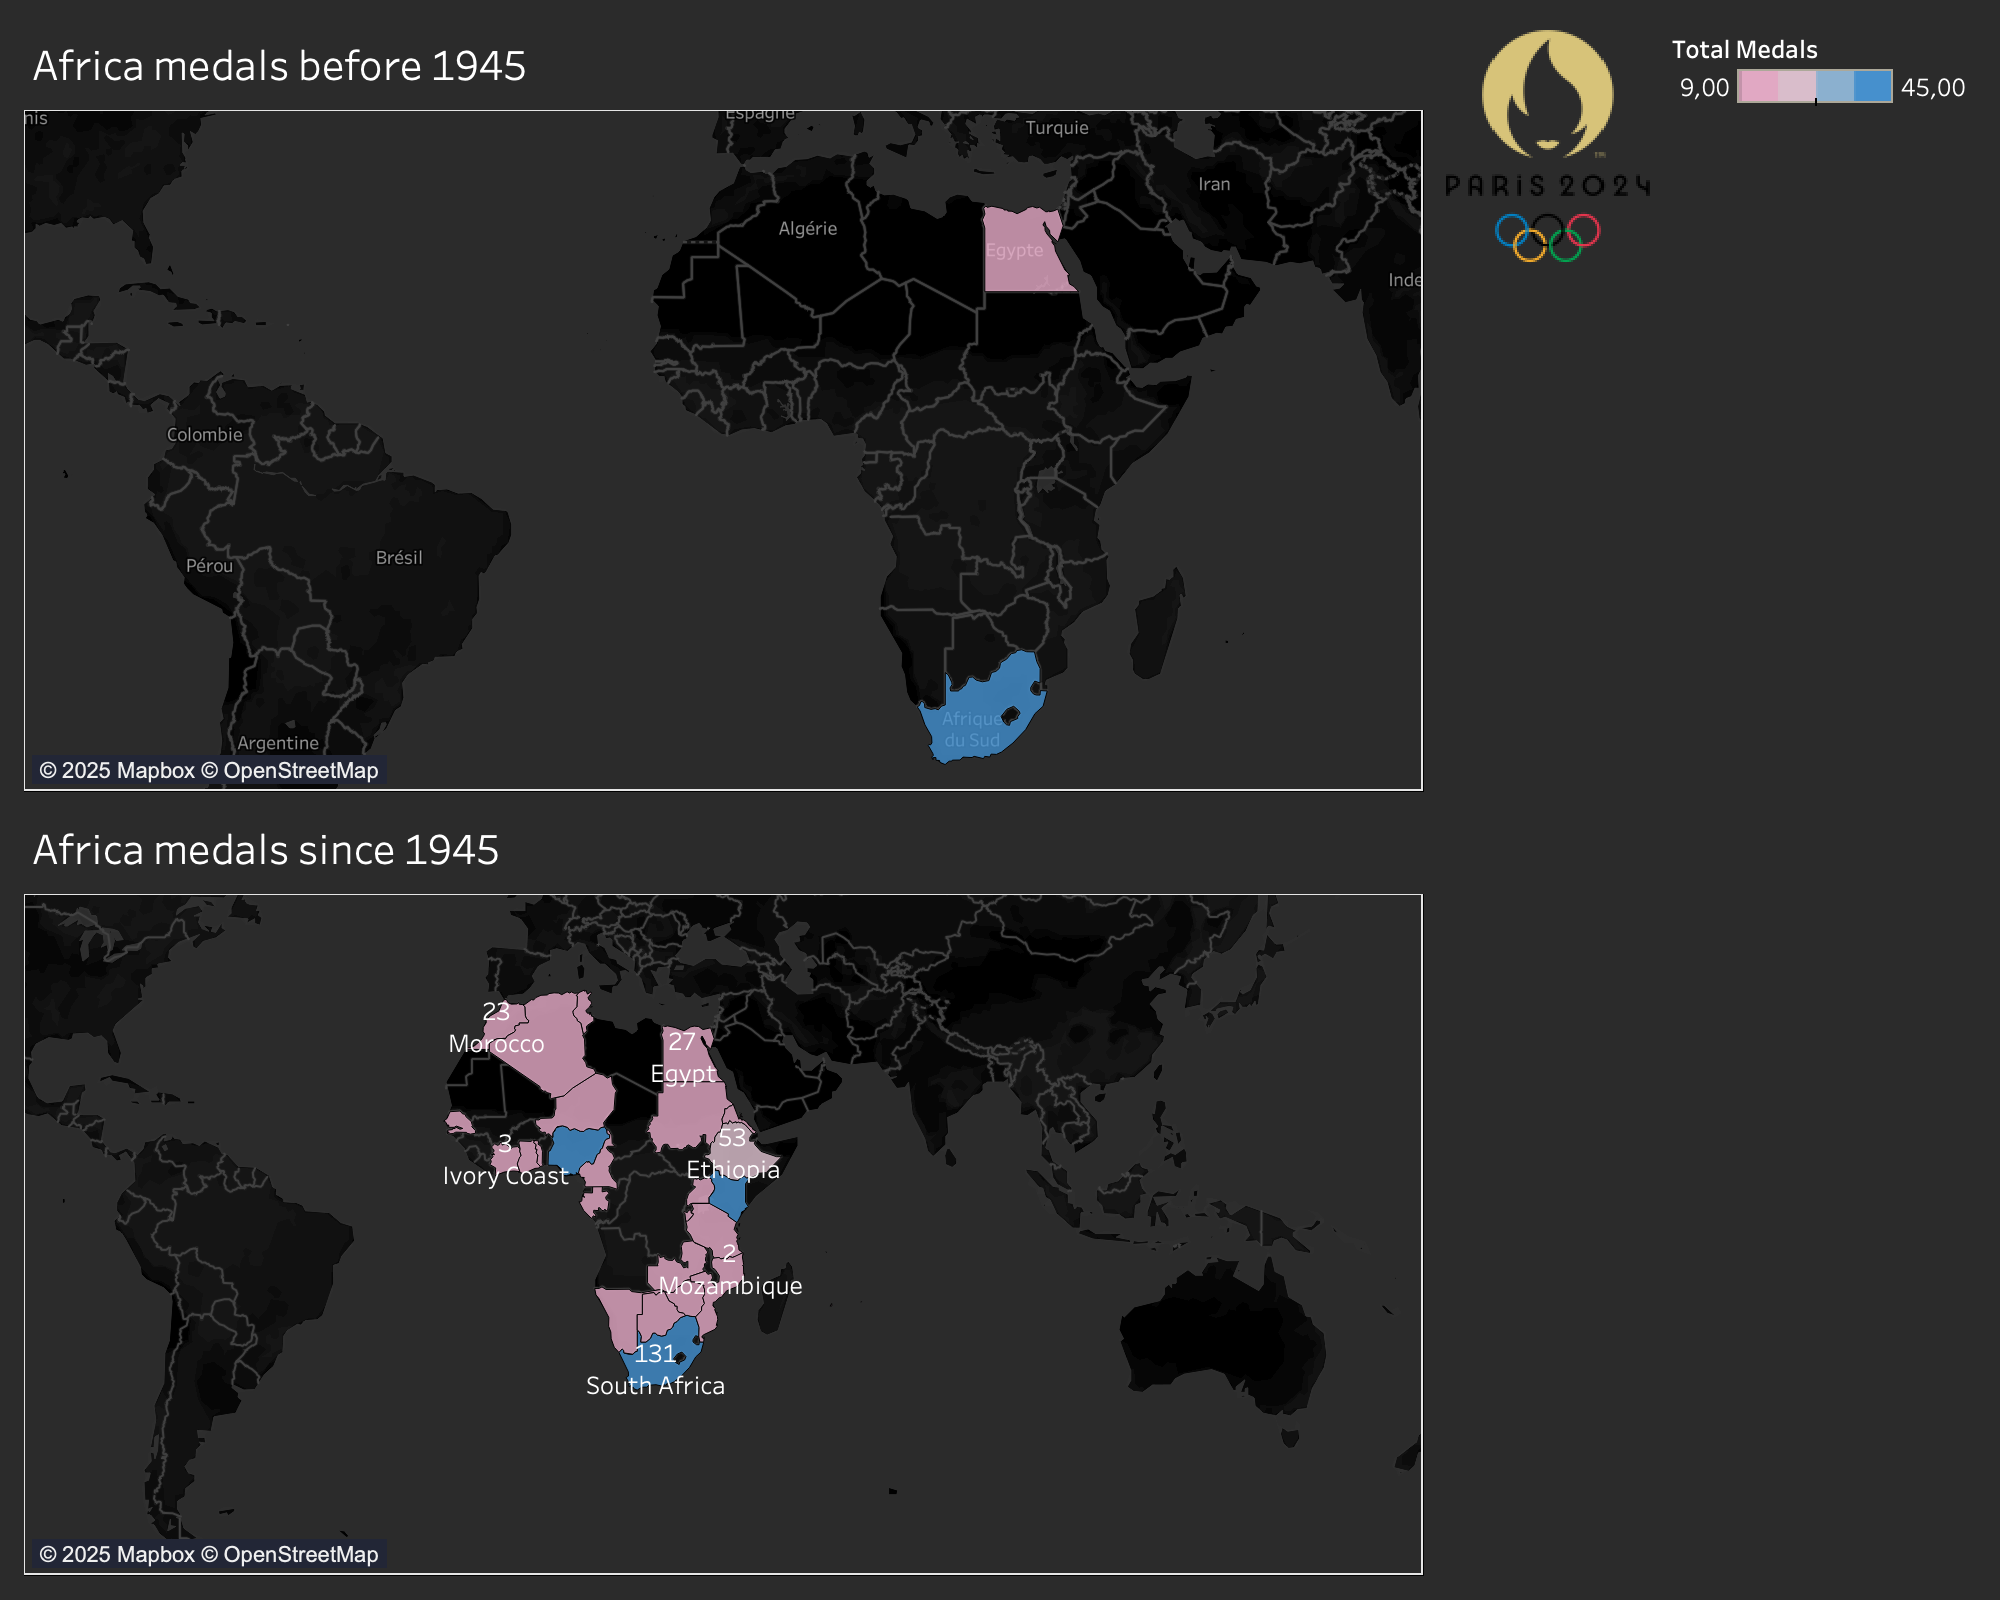 Africa medals before 1945
PARIS 2024
Total Medals
9,00
45,00
nis
Espagne
Turquie
Iran
Algérie
Egypte
Inde
Colombie
Pérou
Brésil
Afrique
du Sud
Argentine
© 2025 Mapbox © OpenStreetMap
Africa medals since 1945
23
Morocco
27
Egypt
3
Ivory Coast
53
Ethiopia
2
Mozambique
131
South Africa
© 2025 Mapbox © OpenStreetMap